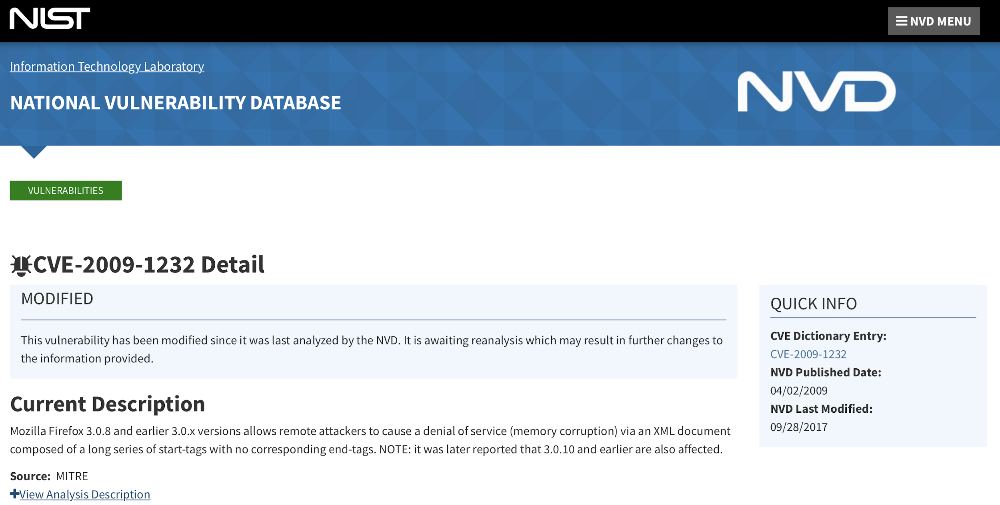 NIST
NVD MENU
Information Technology Laboratory
NATIONAL VULNERABILITY DATABASE
NVD
VULNERABILITIES
CVE-2009-1232 Detail
MODIFIED
This vulnerability has been modified since it was last analyzed by the NVD. It is awaiting reanalysis which may result in further changes to
the information provided.
Current Description
Mozilla Firefox 3.0.8 and earlier 3.0.x versions allows remote attackers to cause a denial of service (memory corruption) via an XML document
composed of a long series of start-tags with no corresponding end-tags. NOTE: it was later reported that 3.0.10 and earlier are also affected.
Source: MITRE
View Analysis Description
QUICK INFO
CVE Dictionary Entry:
CVE-2009-1232
NVD Published Date:
04/02/2009
NVD Last Modified:
09/28/2017